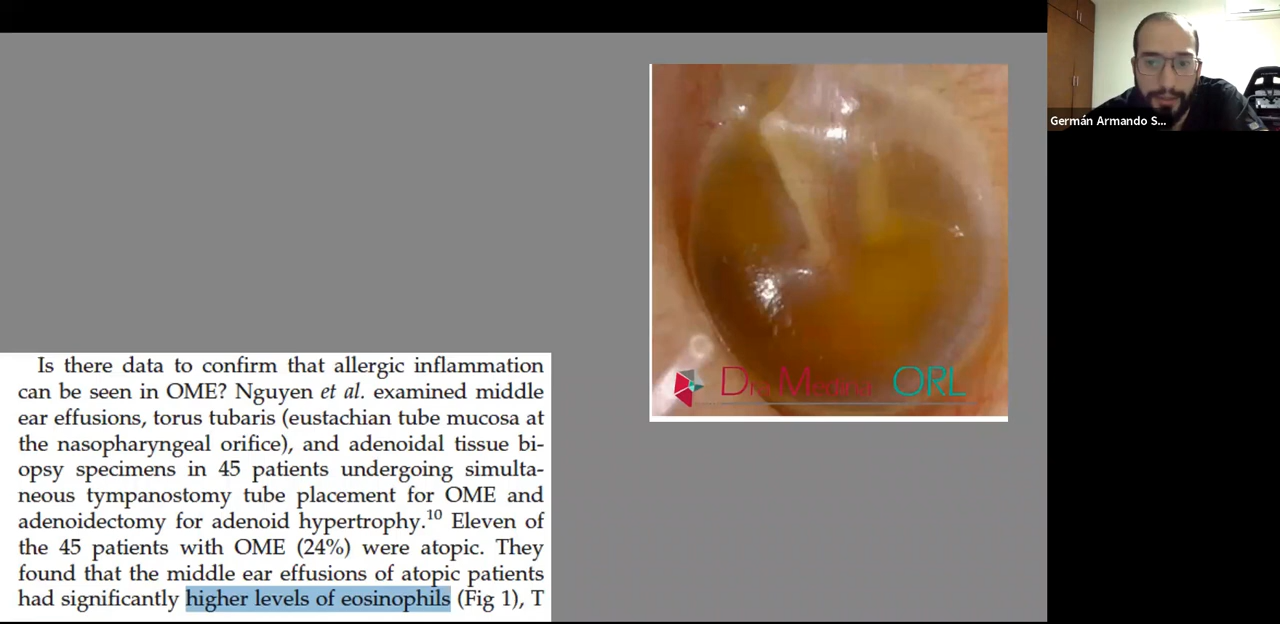 Germán Armando S...
Is there data to confirm that allergic inflammation
can be seen in OME? Nguyen et al. examined middle
ear effusions, torus tubaris (eustachian tube mucosa at
the nasopharyngeal orifice), and adenoidal tissue bi-
opsy specimens in 45 patients undergoing simulta-
neous tympanostomy tube placement for OME and
adenoidectomy for adenoid hypertrophy.10 Eleven of
the 45 patients with OME (24%) were atopic. They
found that the middle ear effusions of atopic patients
had significantly higher levels of eosinophils (Fig 1), T
ORL